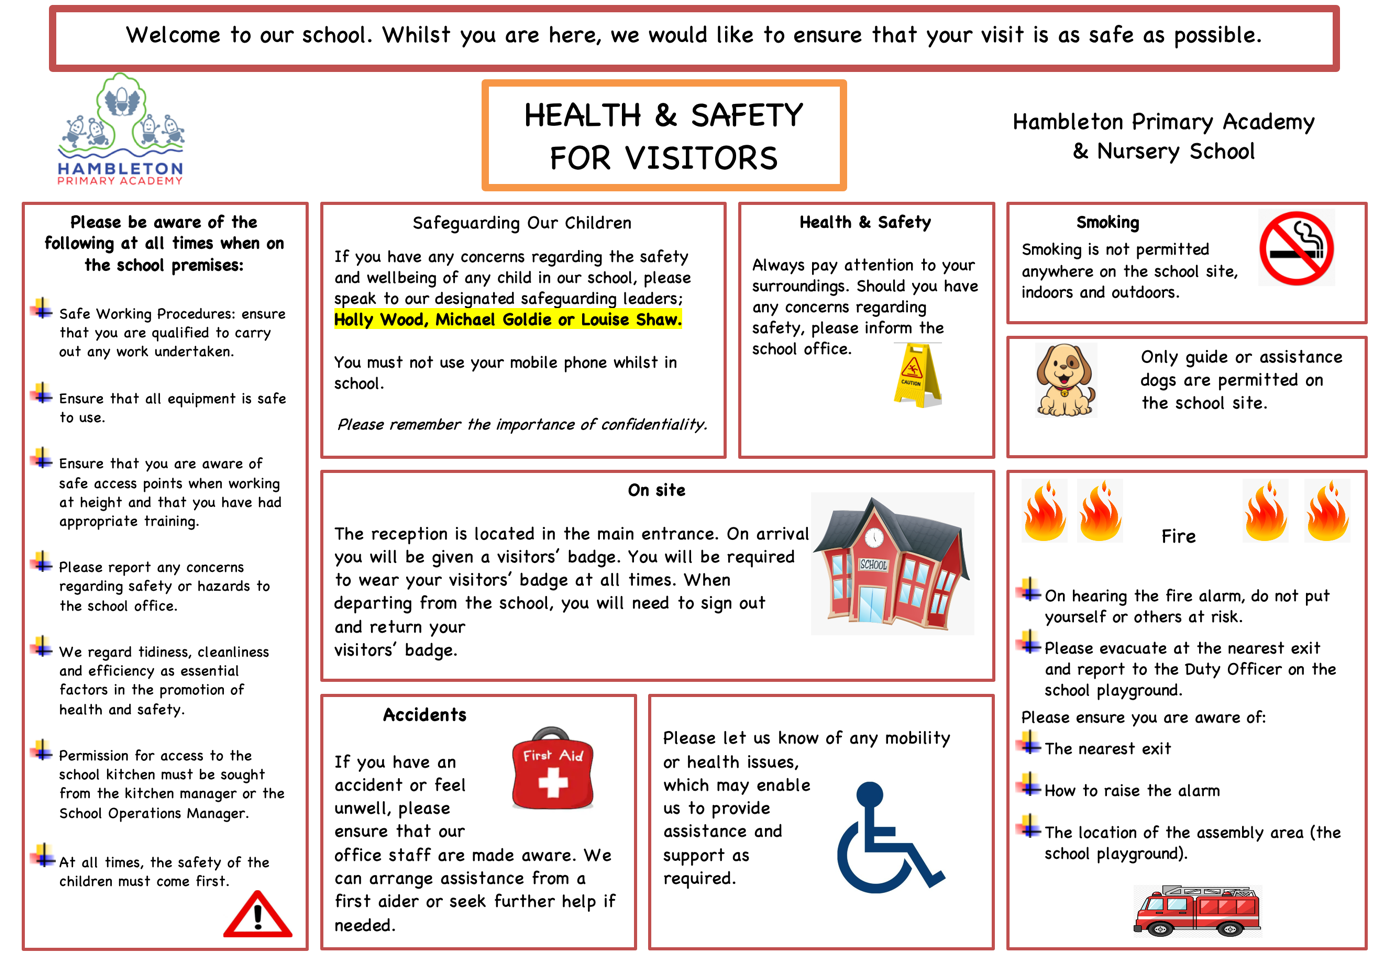 Welcome to our school. Whilst you are here, we would like to ensure that your visit is as safe as possible.
HAMBLETON
PRIMARY ACADEMY
HEALTH & SAFETY
FOR VISITORS
Hambleton Primary Academy
& Nursery School
Please be aware of the
following at all times when on
the school premises:
Safe Working Procedures: ensure
that you are qualified to carry
out any work undertaken.
Ensure that all equipment is safe
to use.
Ensure that you are aware of
safe access points when working
at height and that you have had
appropriate training.
Please report any concerns
regarding safety or hazards to
the school office.
We regard tidiness, cleanliness
and efficiency as essential
factors in the promotion of
health and safety.
Permission for access to the
school kitchen must be sought
from the kitchen manager or the
School Operations Manager.
At all times, the safety of the
children must come first.
Safeguarding Our Children
If you have any concerns regarding the safety
and wellbeing of any child in our school, please
speak to our designated safeguarding leaders;
Holly Wood, Michael Goldie or Louise Shaw.
You must not use your mobile phone whilst in
school.
Please remember the importance of confidentiality.
Health & Safety
Always pay attention to your
surroundings. Should you have
any concerns regarding
safety, please inform the
school office.
CAUTION
Smoking
Smoking is not permitted
anywhere on the school site,
indoors and outdoors.
Only guide or assistance
dogs are permitted on
the school site.
On site
The reception is located in the main entrance. On arrival
you will be given a visitors’ badge. You will be required
to wear your visitors’ badge at all times. When
departing from the school, you will need to sign out
and return your
visitors’ badge.
SCHOOL
Accidents
If you have an
accident or feel
unwell, please
ensure that our
office staff are made aware. We
can arrange assistance from a
first aider or seek further help if
needed.
First Aid
Please let us know of any mobility
or health issues,
which may enable
us to provide
assistance and
support as
required.
Fire
On hearing the fire alarm, do not put
yourself or others at risk.
Please evacuate at the nearest exit
and report to the Duty Officer on the
school playground.
Please ensure you are aware of:
The nearest exit
How to raise the alarm
The location of the assembly area (the
school playground).